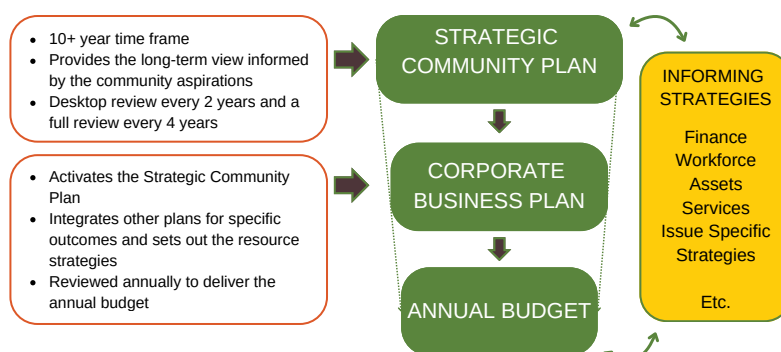 • 10+ year time frame
• Provides the long-term view informed
by the community aspirations
• Desktop review every 2 years and a
full review every 4 years
STRATEGIC
COMMUNITY PLAN
• Activates the Strategic Community
Plan
• Integrates other plans for specific
outcomes and sets out the resource
strategies
• Reviewed annually to deliver the
annual budget
CORPORATE
BUSINESS PLAN
ANNUAL BUDGET
INFORMING
STRATEGIES
Finance
Workforce
Assets
Services
Issue Specific
Strategies
Etc.